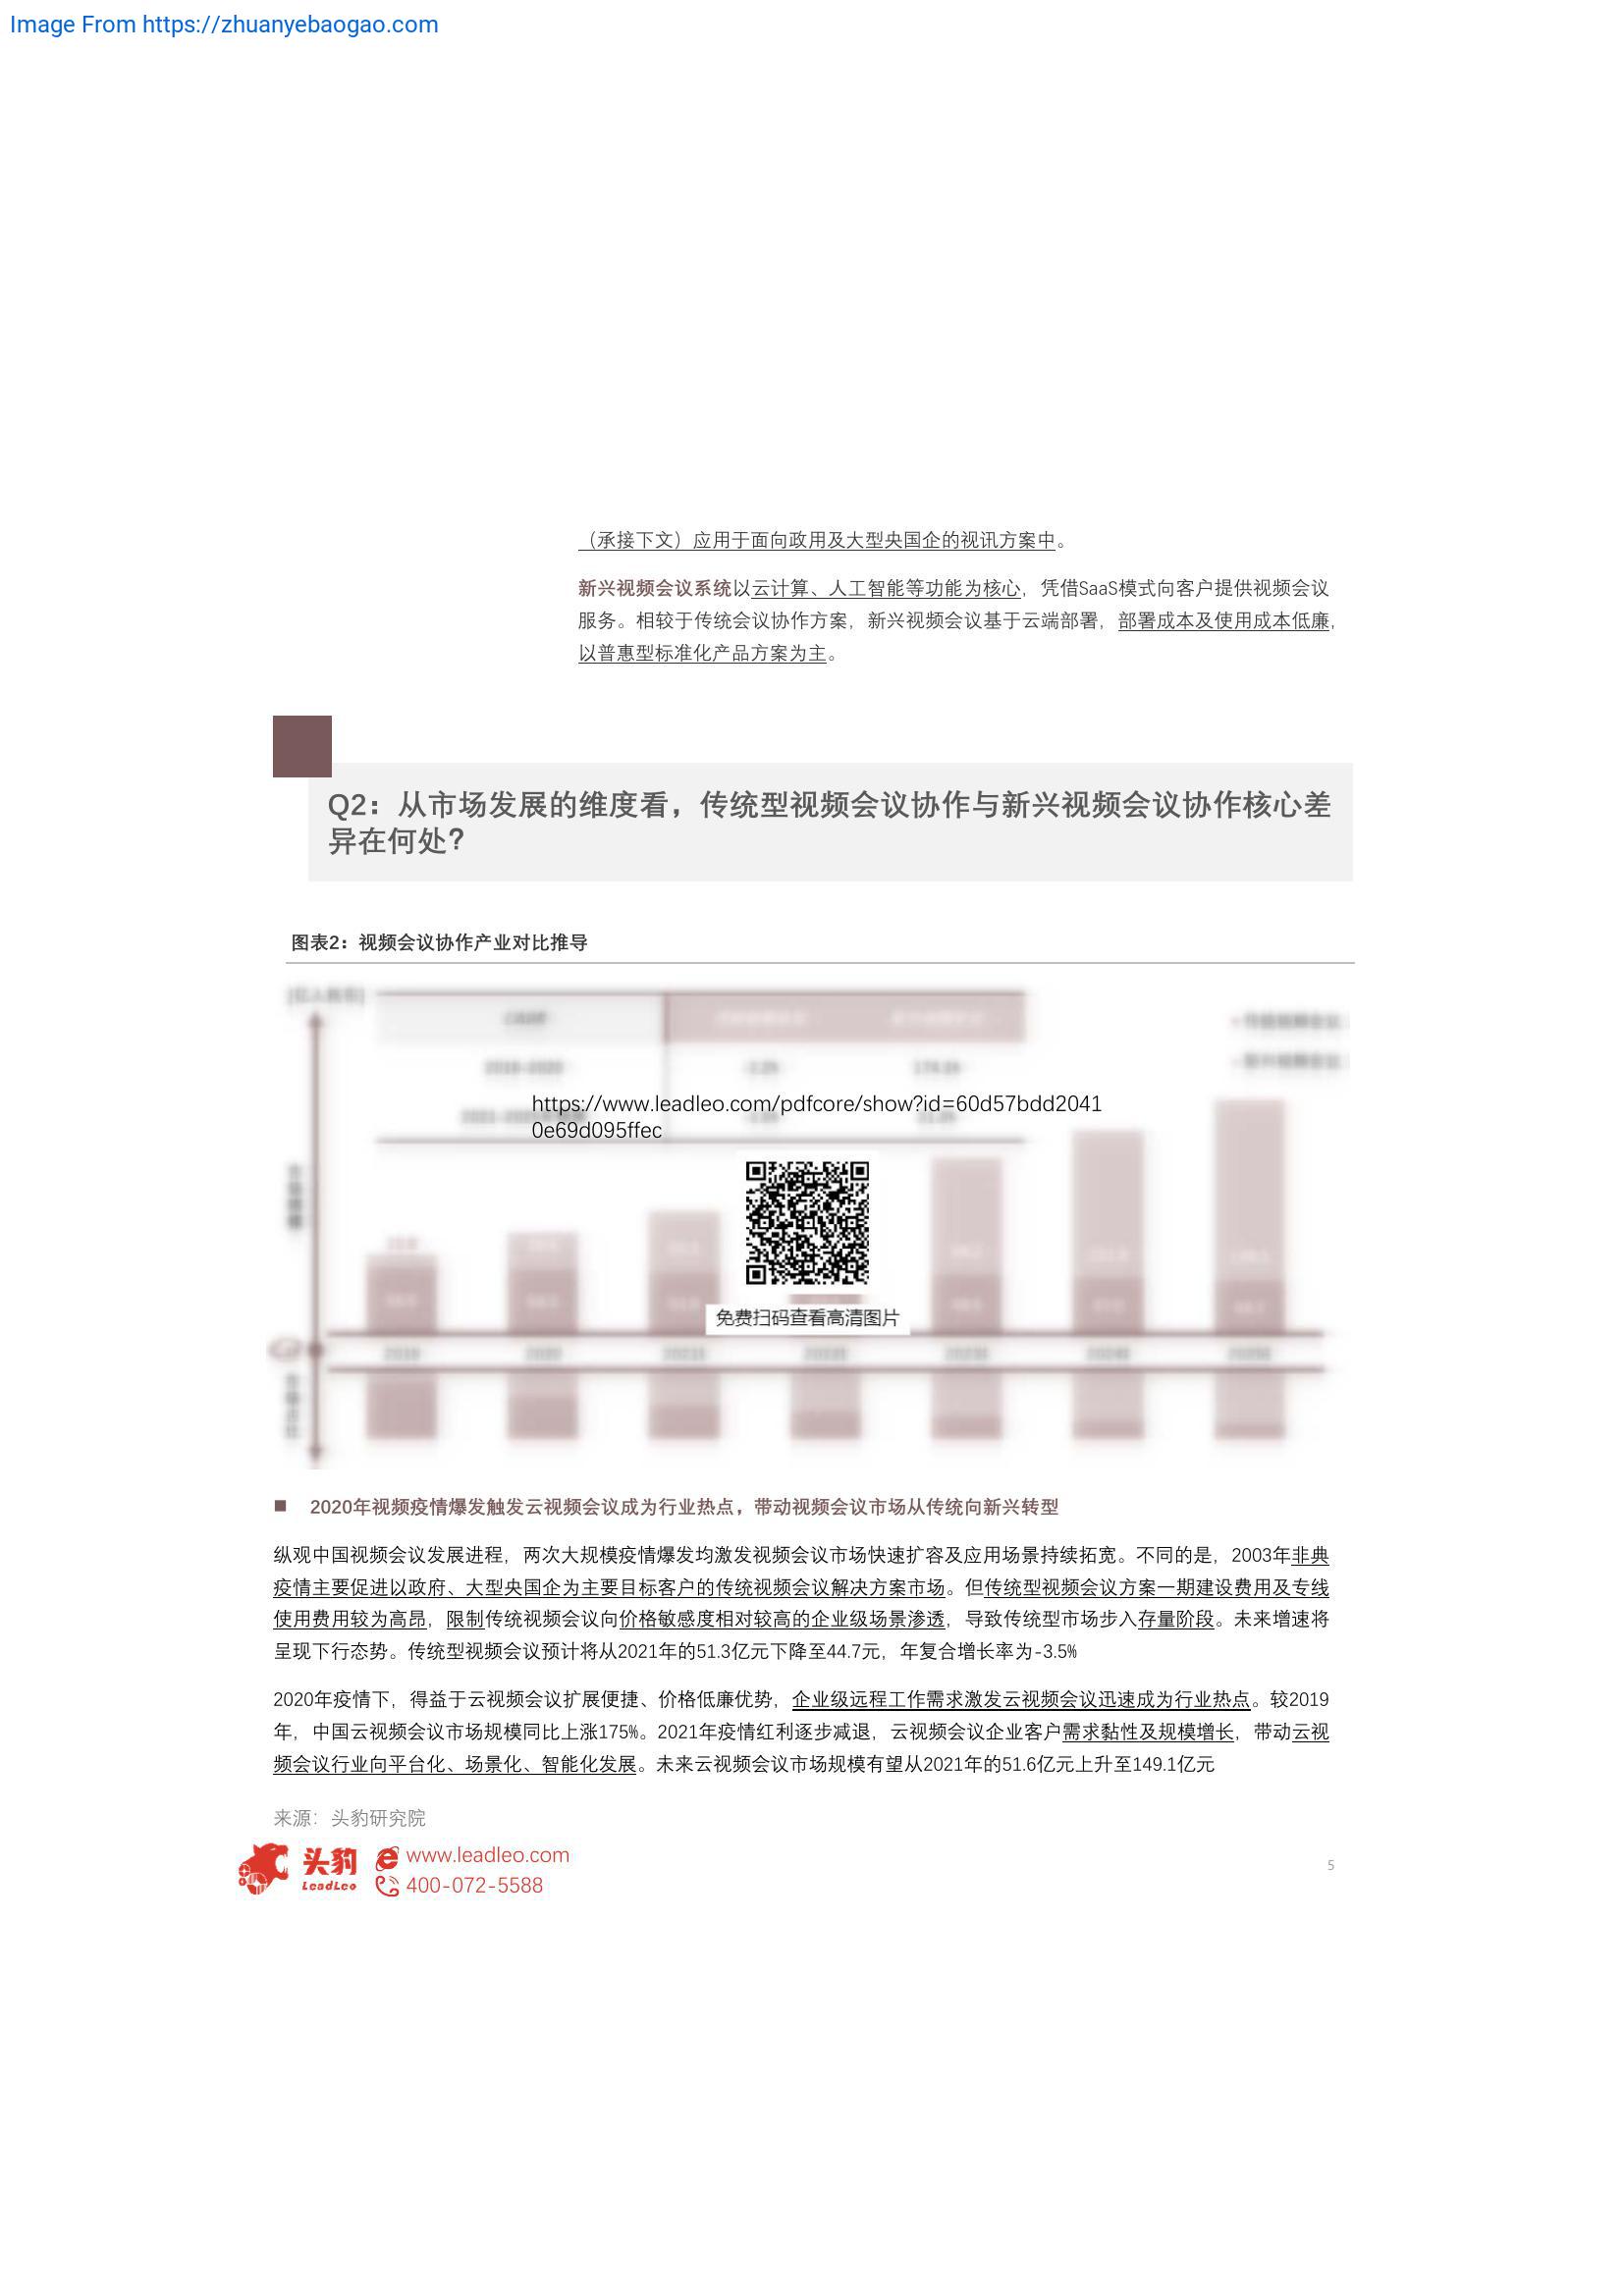 Image From https://zhuanyebaogao.com
（承接下文）应用于面向政用及大型央国企的视讯方案中。
新兴视频会议系统以云计算、人工智能等功能为核心，凭借SaaS模式向客户提供视频会议
服务。相较于传统会议协作方案，新兴视频会议基于云端部署，部署成本及使用成本低廉，
以普惠型标准化产品方案为主。
Q2：从市场发展的维度看，传统型视频会议协作与新兴视频会议协作核心差
异在何处?
图表2：视频会议协作产业对比推导
https://www.leadleo.com/pdfcore/show?id=60d57bdd2041
0e69d095ffec
免费扫码查看高清图片
2020年视频疫情爆发触发云视频会议成为行业热点，带动视频会议市场从传统向新兴转型
纵观中国视频会议发展进程，两次大规模疫情爆发均激发视频会议市场快速扩容及应用场景持续拓宽。不同的是，2003年非典
疫情主要促进以政府、大型央国企为主要目标客户的传统视频会议解决方案市场。但传统型视频会议方案一期建设费用及专线
使用费用较为高昂，限制传统视频会议向价格敏感度相对较高的企业级场景渗透，导致传统型市场步入存量阶段。未来增速将
呈现下行态势。传统型视频会议预计将从2021年的51.3亿元下降至44.7元，年复合增长率为-3.5%
2020年疫情下，得益于云视频会议扩展便捷、价格低廉优势，企业级远程工作需求激发云视频会议迅速成为行业热点。较2019
年，中国云视频会议市场规模同比上涨175%。2021年疫情红利逐步减退，云视频会议企业客户需求黏性及规模增长，带动云视
频会议行业向平台化、场景化、智能化发展。未来云视频会议市场规模有望从2021年的51.6亿元上升至149.1亿元
来源：头豹研究院
头豹
LeadLeo
www.leadleo.com
400-072-5588
5